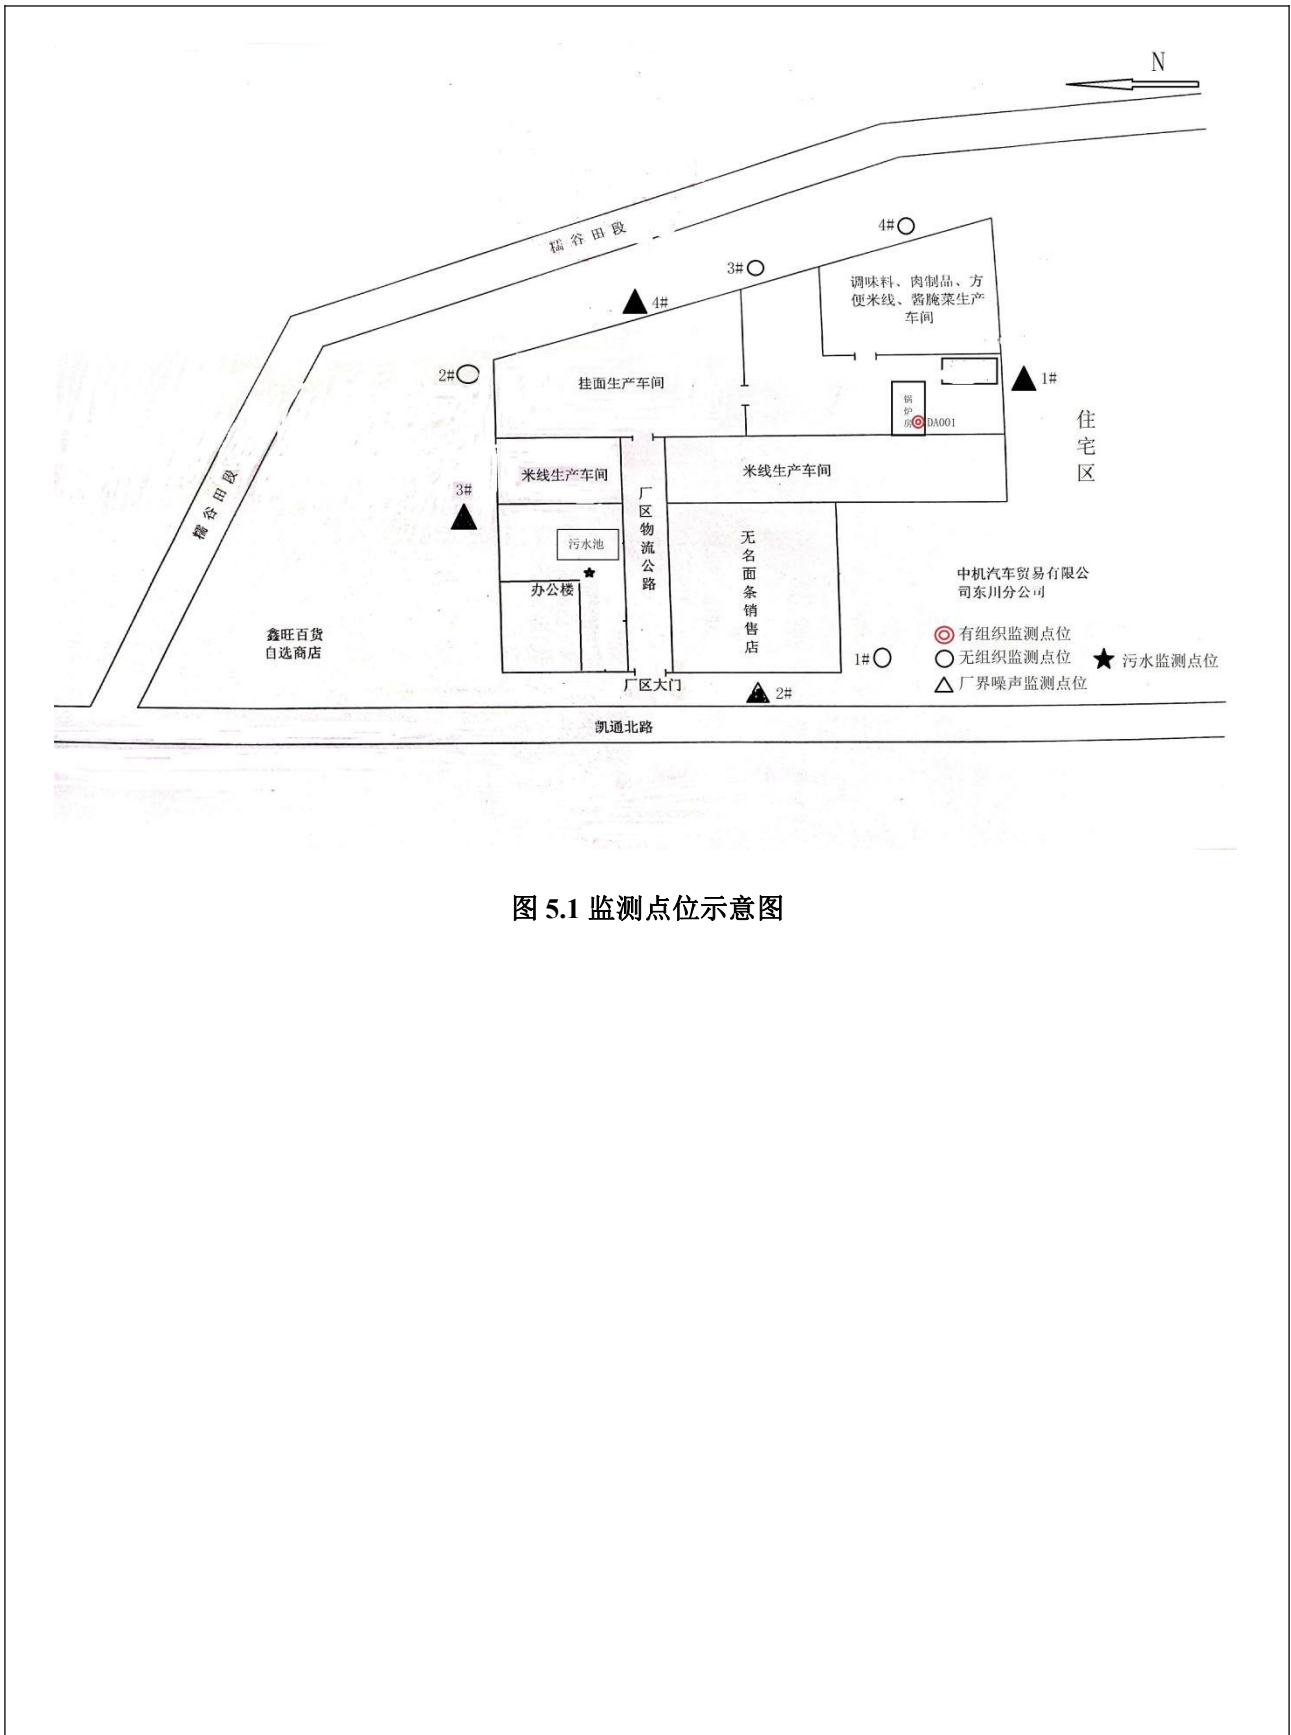 N
糯谷田段
4#
3#
调味料、肉制品、方
便米线、酱腌菜生产
车间
4#
2#
挂面生产车间
1#
锅炉房
DA001
住宅区
米线生产车间
米线生产车间
3#
糯谷田段
厂区物流公路
污水池
无名面条销售店
办公楼
中机汽车贸易有限公
司东川分公司
鑫旺百货
自选商店
有组织监测点位
1#
无组织监测点位
污水监测点位
厂界噪声监测点位
厂区大门
2#
凯通北路
图 5.1 监测点位示意图